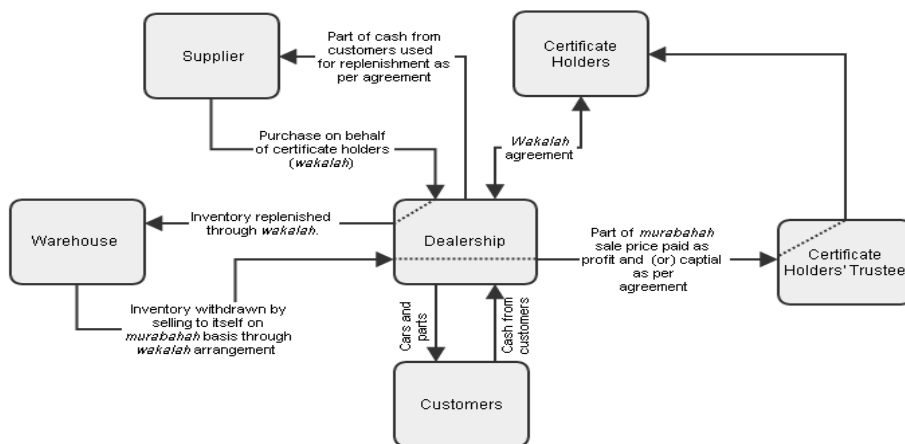 Supplier
Part of cash from
customers used
for replenishment as
per agreement
Certificate
Holders
Purchase on behalf
of certificate holders
(wakalah)
Wakalah
agreement
Warehouse
Inventory replenished
through wakalah.
Dealership
Part of murabahah
sale price paid as
profit and (or) captial
as per
agreement
Certificate
Holders' Trustee
Inventory withdrawn by
selling to itself on
murabahah basis through
wakalah arrangement
Cars and
parts
Cash from
customers
Customers